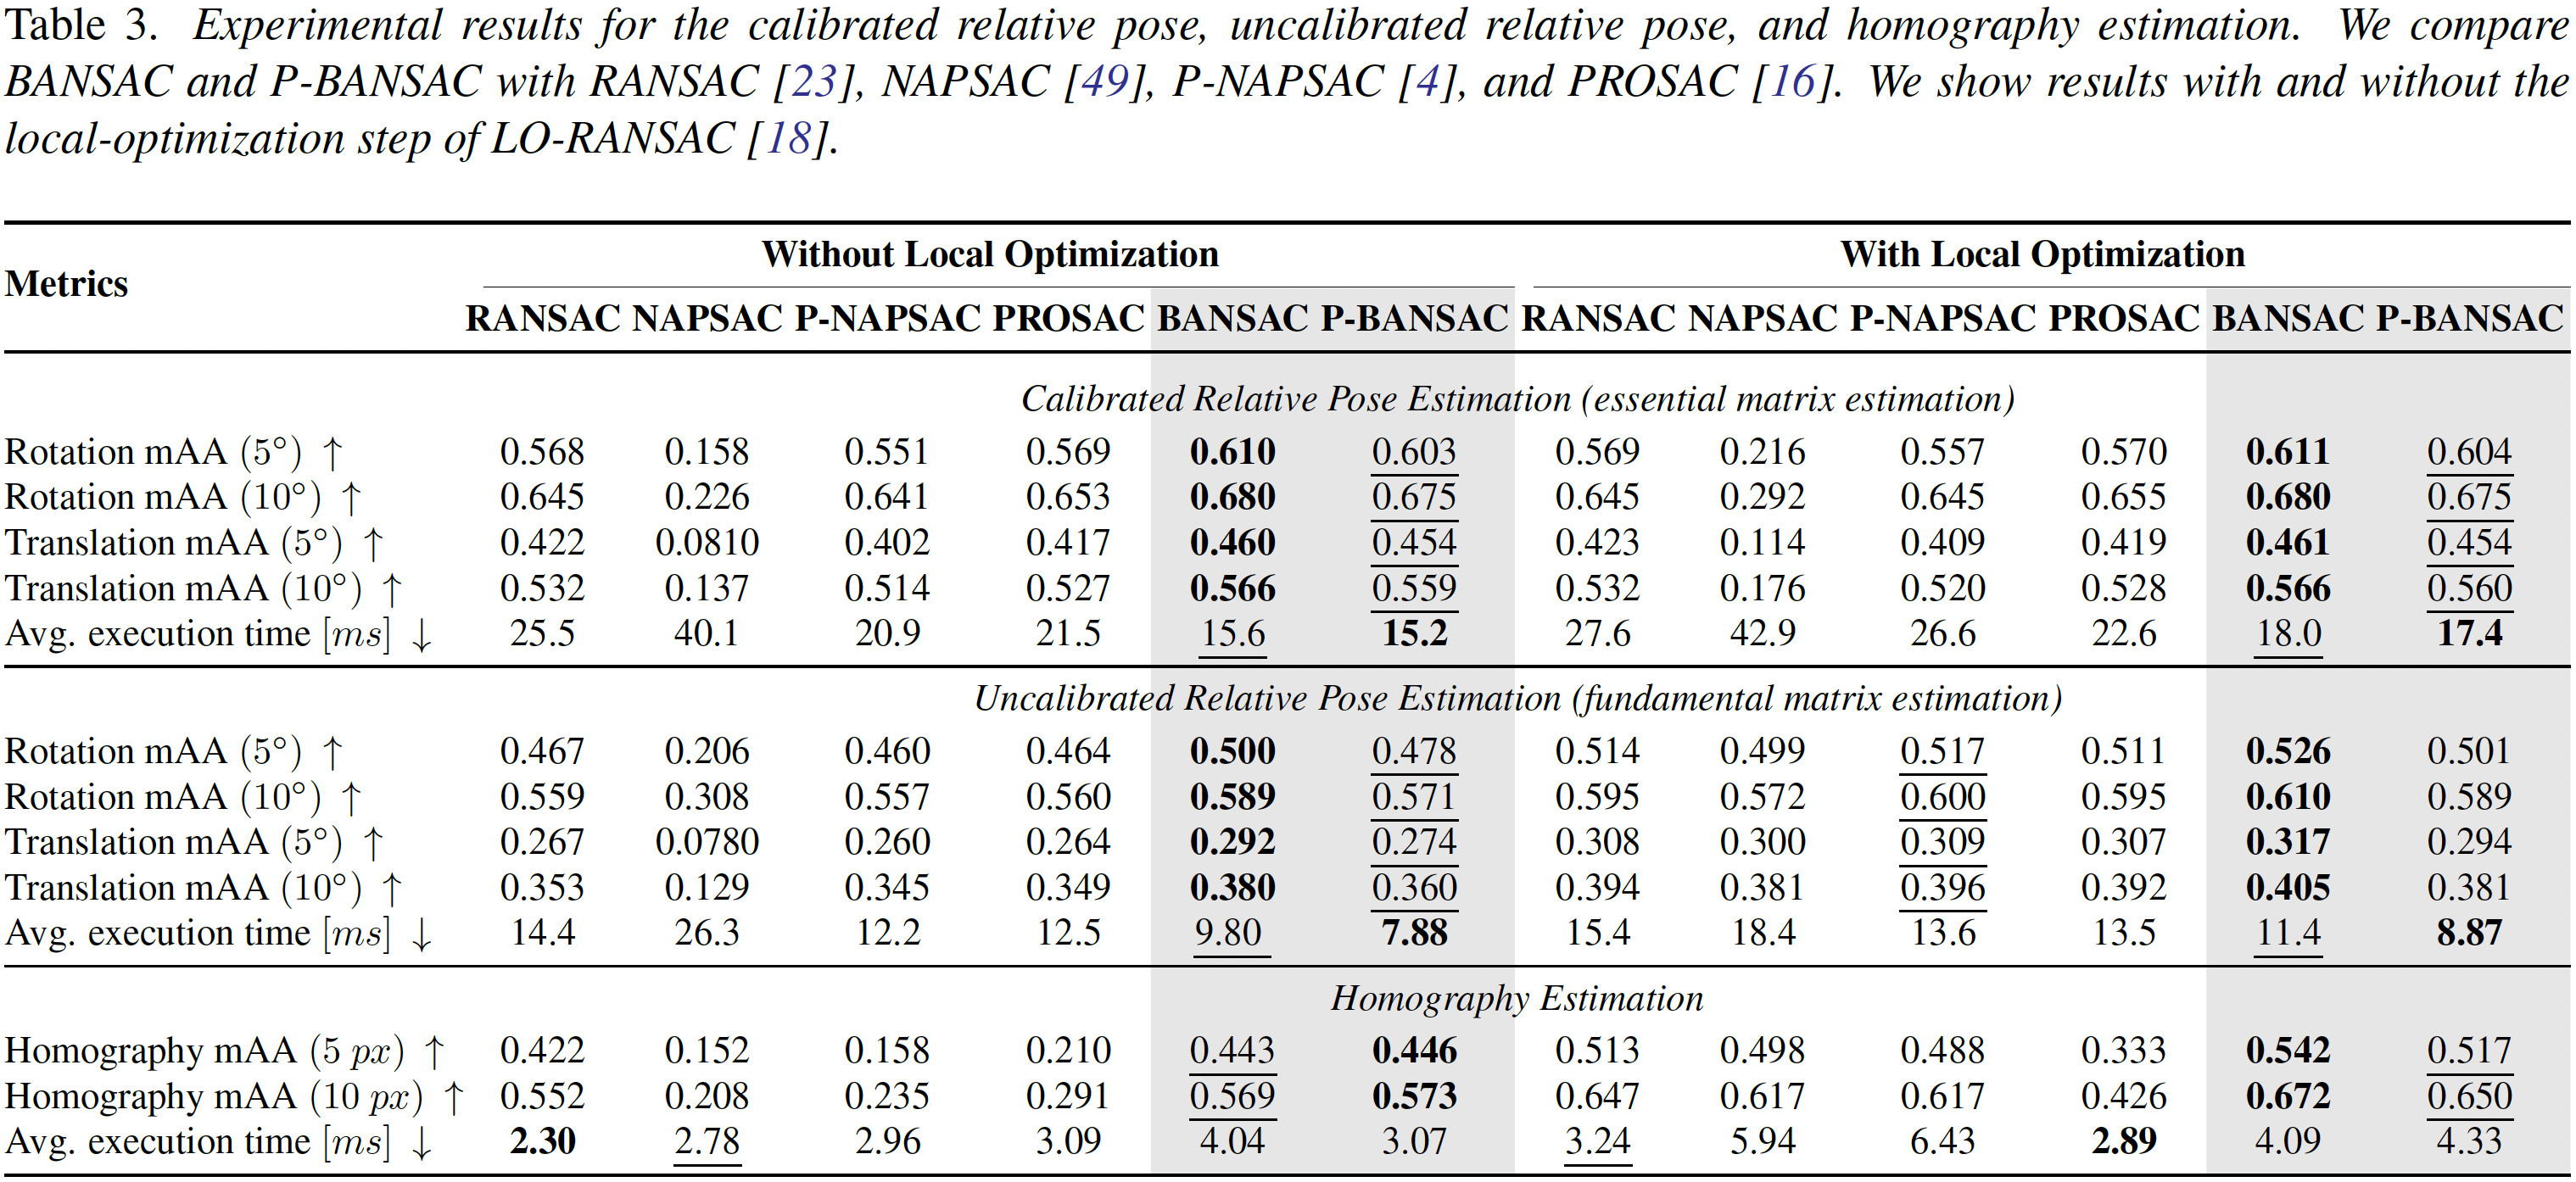 Table 3. Experimental results for the calibrated relative pose, uncalibrated relative pose, and homography estimation. We compare
BANSAC and P-BANSAC with RANSAC [23], NAPSAC [49], P-NAPSAC [4], and PROSAC [16]. We show results with and without the
local-optimization step of LO-RANSAC [18].
Metrics Without Local Optimization With Local Optimization
RANSAC NAPSAC P-NAPSAC PROSAC BANSAC P-BANSAC RANSAC NAPSAC P-NAPSAC PROSAC BANSAC P-BANSAC
Calibrated Relative Pose Estimation (essential matrix estimation)
Rotation mAA (5°) ↑ 0.568 0.158 0.551 0.569 0.610 0.603 0.569 0.216 0.557 0.570 0.611 0.604
Rotation mAA (10°) ↑ 0.645 0.226 0.641 0.653 0.680 0.675 0.645 0.292 0.645 0.655 0.680 0.675
Translation mAA (5°) ↑ 0.422 0.0810 0.402 0.417 0.460 0.454 0.423 0.114 0.409 0.419 0.461 0.454
Translation mAA (10°) ↑ 0.532 0.137 0.514 0.527 0.566 0.559 0.532 0.176 0.520 0.528 0.566 0.560
Avg. execution time [ms] ↓ 25.5 40.1 20.9 21.5 15.6 15.2 27.6 42.9 26.6 22.6 18.0 17.4
Uncalibrated Relative Pose Estimation (fundamental matrix estimation)
Rotation mAA (5°) ↑ 0.467 0.206 0.460 0.464 0.500 0.478 0.514 0.499 0.517 0.511 0.526 0.501
Rotation mAA (10°) ↑ 0.559 0.308 0.557 0.560 0.589 0.571 0.595 0.572 0.600 0.595 0.610 0.589
Translation mAA (5°) ↑ 0.267 0.0780 0.260 0.264 0.292 0.274 0.308 0.300 0.309 0.307 0.317 0.294
Translation mAA (10°) ↑ 0.353 0.129 0.345 0.349 0.380 0.360 0.394 0.381 0.396 0.392 0.405 0.381
Avg. execution time [ms] ↓ 14.4 26.3 12.2 12.5 9.80 7.88 15.4 18.4 13.6 13.5 11.4 8.87
Homography Estimation
Homography mAA (5 px) ↑ 0.422 0.152 0.158 0.210 0.443 0.446 0.513 0.498 0.488 0.333 0.542 0.517
Homography mAA (10 px) ↑ 0.552 0.208 0.235 0.291 0.569 0.573 0.647 0.617 0.617 0.426 0.672 0.650
Avg. execution time [ms] ↓ 2.30 2.78 2.96 3.09 4.04 3.07 3.24 5.94 6.43 2.89 4.09 4.33